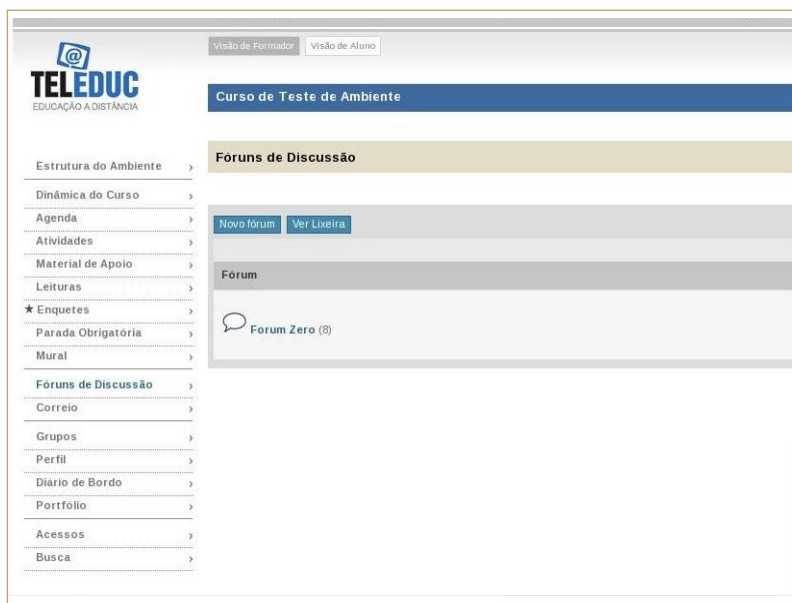 Visão de Formador Visão de Aluno
@
TELEDUC
EDUCAÇÃO A DISTÂNCIA
Curso de Teste de Ambiente
Fóruns de Discussão
Estrutura do Ambiente
Dinâmica do Curso
Agenda
Atividades
Material de Apoio
Leituras
★ Enquetes
Parada Obrigatória
Mural
Fóruns de Discussão
Correio
Grupos
Perfil
Diário de Bordo
Portfólio
Acessos
Busca
Novo fórum Ver Lixeira
Fórum
Forum Zero (8)